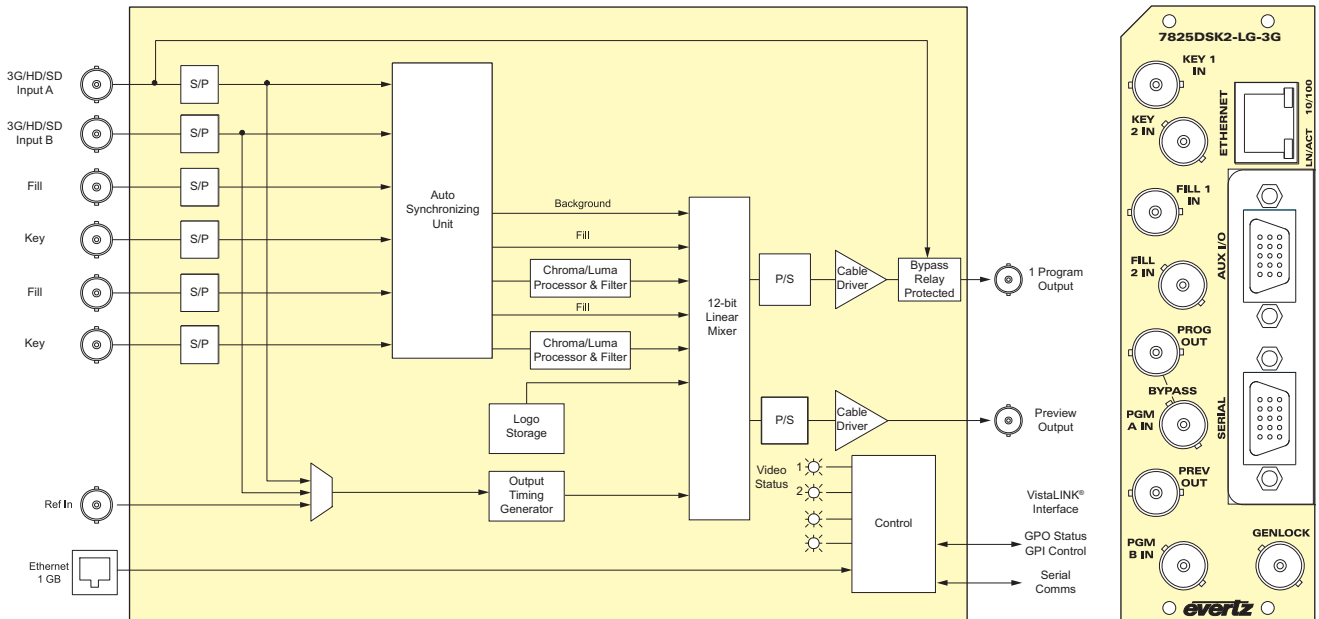 3G/HD/SD
Input A
3G/HD/SD
Input B
Fill
Key
Fill
Key
Ref In
Ethernet
1 GB
S/P
S/P
S/P
S/P
S/P
S/P
Auto
Synchronizing
Unit
Background
Fill
Chroma/Luma
Processor & Filter
Fill
Chroma/Luma
Processor & Filter
Logo
Storage
Output
Timing
Generator
12-bit
Linear
Mixer
P/S
Cable
Driver
Bypass
Relay
Protected
1 Program
Output
P/S
Cable
Driver
Preview
Output
Video
Status
1
2
Control
VistaLINK®
Interface
GPO Status
GPI Control
Serial
Comms
7825DSK2-LG-3G
KEY 1
IN
KEY
2 IN
FILL 1
IN
FILL
2 IN
PROG
OUT
BYPASS
PGM
A IN
PREV
OUT
PGM
B IN
GENLOCK
ETHERNET
10/100
LN/ACT
AUX I/O
SERIAL
evertz